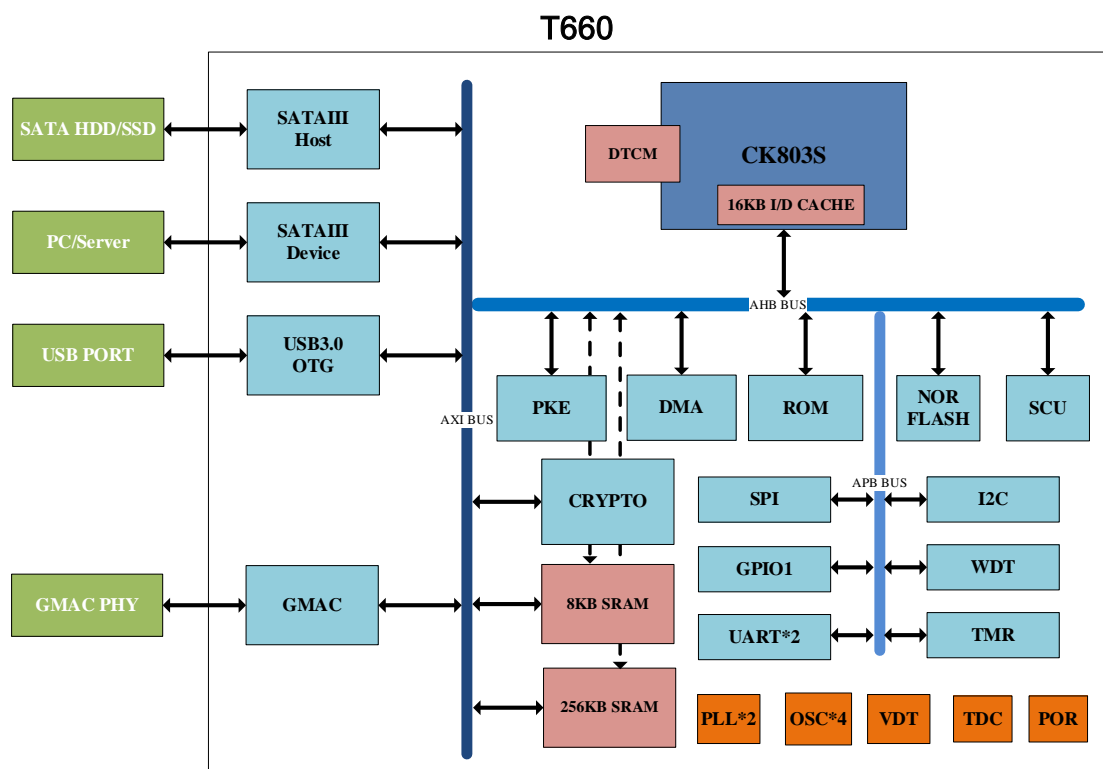 T660
SATA HDD/SSD
SATAIII
Host
DTCM
CK803S
16KB I/D CACHE
PC/Server
SATAIII
Device
AHB BUS
USB PORT
USB3.0
OTG
PKE
DMA
ROM
NOR
FLASH
SCU
AXI BUS
CRYPTO
SPI
APB BUS
I2C
GPIO1
WDT
GMAC PHY
GMAC
8KB SRAM
UART*2
TMR
256KB SRAM
PLL*2
OSC*4
VDT
TDC
POR